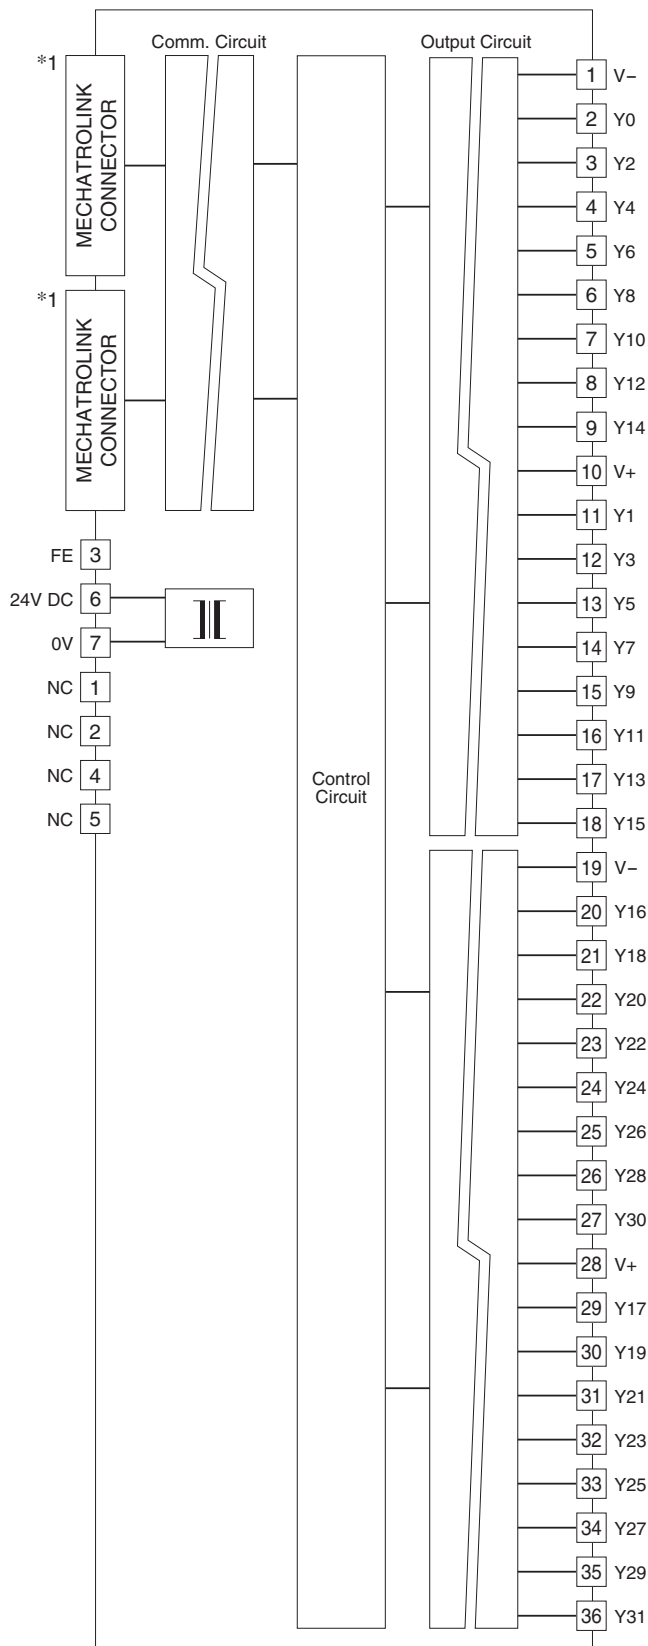 Comm. Circuit
Output Circuit
*1
MECHATROLINK
CONNECTOR
*1
MECHATROLINK
CONNECTOR
FE 3
24V DC 6
0V 7
NC 1
NC 2
NC 4
NC 5
Control
Circuit
1 V−
2 Y0
3 Y2
4 Y4
5 Y6
6 Y8
7 Y10
8 Y12
9 Y14
10 V+
11 Y1
12 Y3
13 Y5
14 Y7
15 Y9
16 Y11
17 Y13
18 Y15
19 V−
20 Y16
21 Y18
22 Y20
23 Y22
24 Y24
25 Y26
26 Y28
27 Y30
28 V+
29 Y17
30 Y19
31 Y21
32 Y23
33 Y25
34 Y27
35 Y29
36 Y31